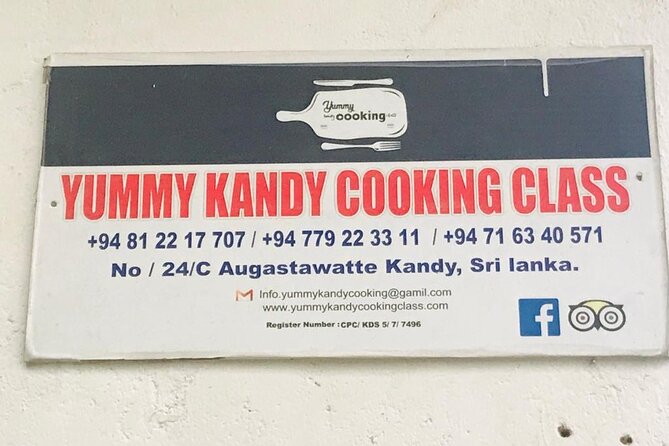 Yummy
cooking
YUMMY KANDY COOKING CLASS
+94 81 22 17 707 / +94 779 22 33 11 / +94 71 63 40 571
No / 24/C Augastawatte Kandy, Sri lanka.
Info.yummykandycooking@gamil.com
www.yummykandycookingclass.com
Register Number : CPC/ KDS 5/ 7/ 7496
f